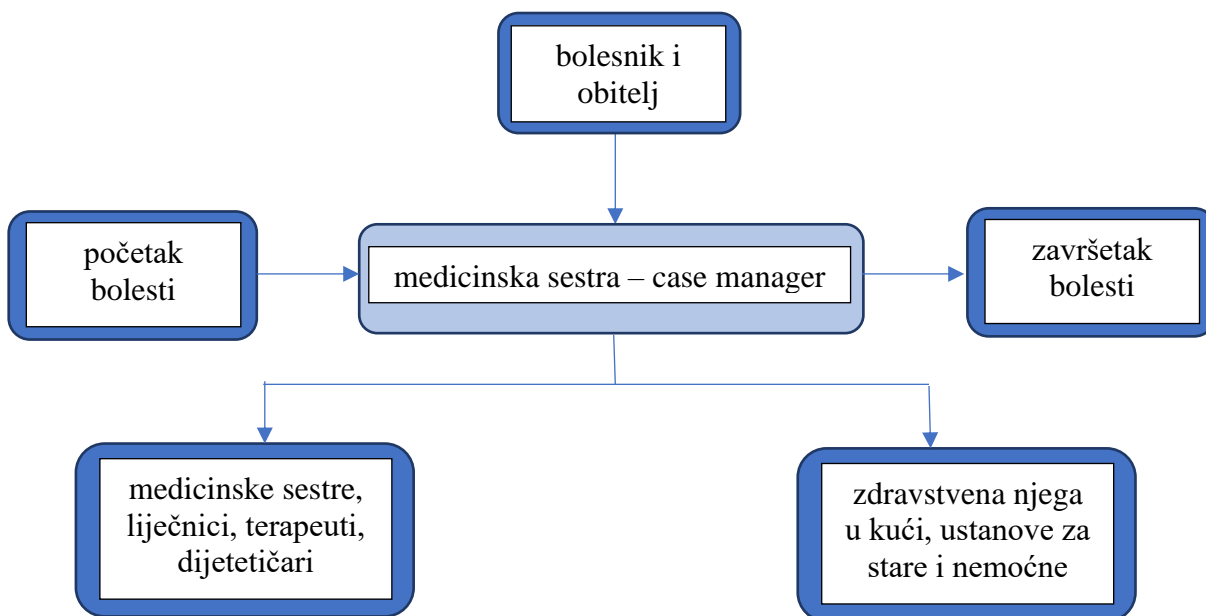 bolesnik i
obitelj
početak
bolesti
medicinska sestra – case manager
završetak
bolesti
medicinske sestre,
liječnici, terapeuti,
dijetetičari
zdravstvena njega
u kući, ustanove za
stare i nemoćne